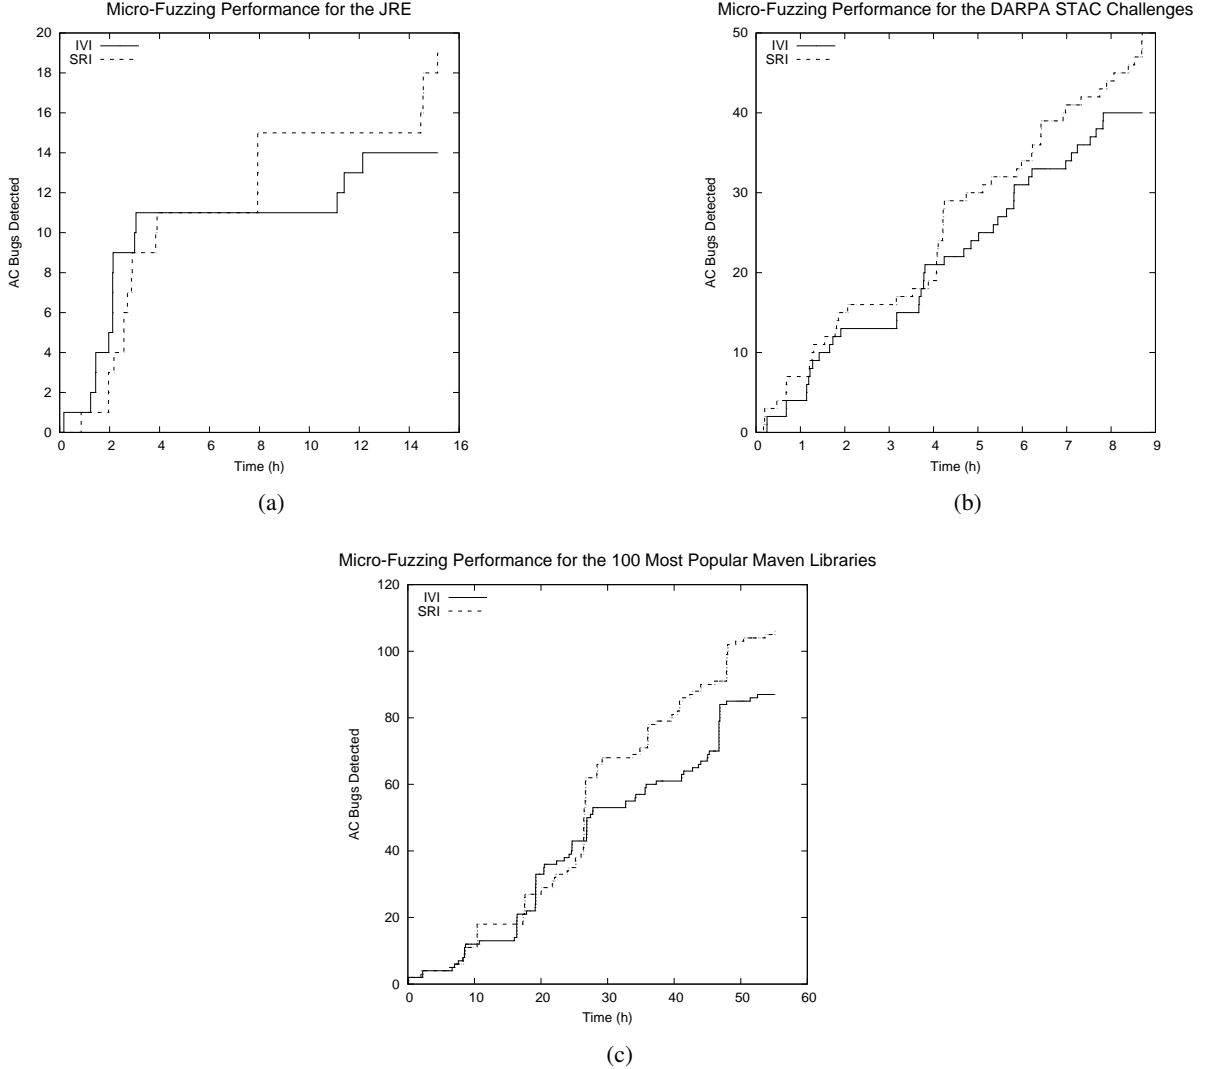 Micro-Fuzzing Performance for the JRE
20
18
16
14
12
10
8
6
4
2
0
AC Bugs Detected
IVI
SRI
0 2 4 6 8 10 12 14 16
Time (h)
(a)
Micro-Fuzzing Performance for the DARPA STAC Challenges
50
40
30
20
10
0
AC Bugs Detected
IVI
SRI
0 1 2 3 4 5 6 7 8 9
Time (h)
(b)
Micro-Fuzzing Performance for the 100 Most Popular Maven Libraries
120
100
80
60
40
20
0
AC Bugs Detected
IVI
SRI
0 10 20 30 40 50 60
Time (h)
(c)